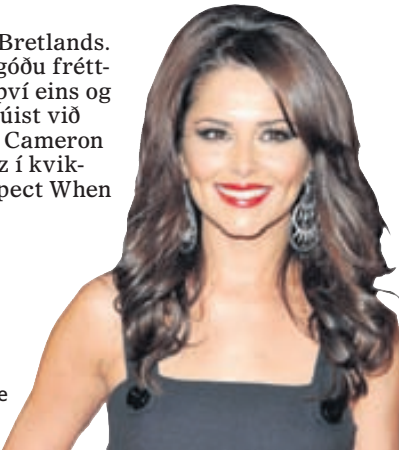 Bretlands.
góðu frétt-
því eins og
úist við
Cameron
z í kvik-
pect When
e